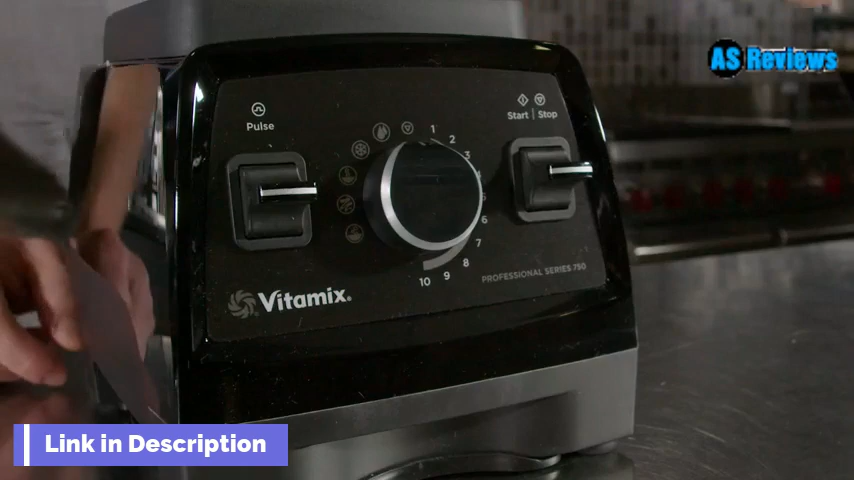 AS Reviews
Pulse
Start | Stop
1
2
3
4
5
6
7
8
9
10
PROFESSIONAL SERIES 750
Vitamix®
Link in Description